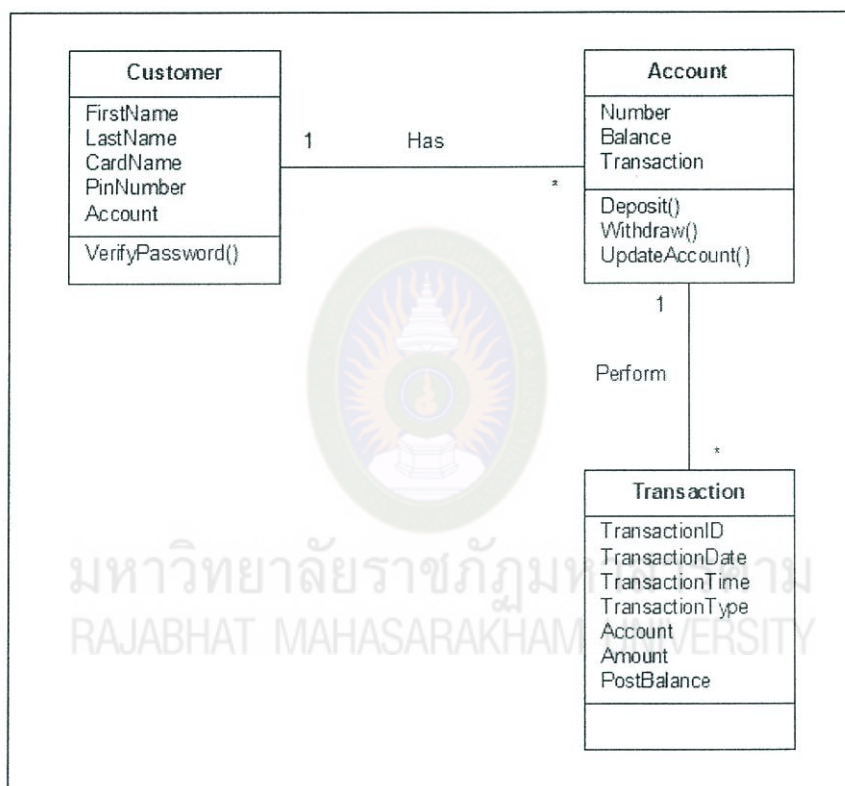 Customer
FirstName
LastName
CardName
PinNumber
Account
VerifyPassword()
1 Has *
Account
Number
Balance
Transaction
Deposit()
Withdraw()
UpdateAccount()
1
Perform
*
Transaction
TransactionID
TransactionDate
TransactionTime
TransactionType
Account
Amount
PostBalance
มหาวิทยาลัยราชภัฏมหาสารคาม
RAJABHAT MAHASARAKHAM UNIVERSITY